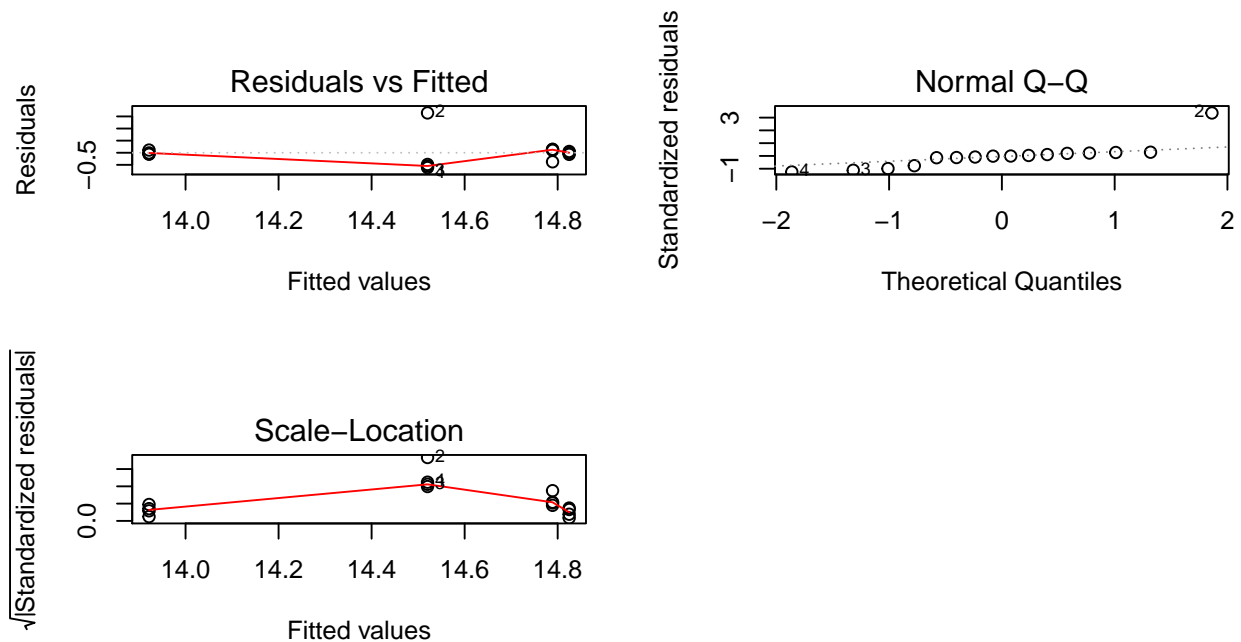 Residuals vs Fitted
Residuals
−0.5
2
3
4
14.0 14.2 14.4 14.6 14.8
Fitted values
Normal Q−Q
Standardized residuals
3
−1
2
4
3
−2 −1 0 1 2
Theoretical Quantiles
Scale−Location
√|Standardized residuals|
0.0
2
4
3
14.0 14.2 14.4 14.6 14.8
Fitted values